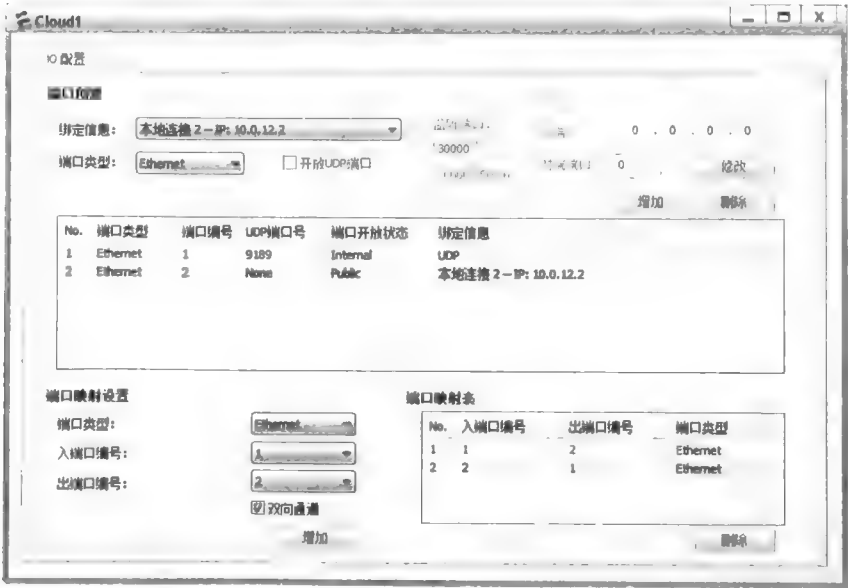 Cloud1
IO 配置
绑定信息: 本地连接 2 -- IP: 10.0.12.2
30000
0 . 0 . 0 . 0
端口类型: Ethernet 开放UDP端口
0 修改
增加 删除
No. 端口类型 端口编号 UDP端口号 端口开放状态 绑定信息
1 Ethernet 1 9189 Internal UDP
2 Ethernet 2 None Public 本地连接 2 -- IP: 10.0.12.2
端口映射设置
端口类型: Ethernet
入端口编号: 1
出端口编号: 2
双向通道
增加
端口映射表
No. 入端口编号 出端口编号 端口类型
1 1 2 Ethernet
2 2 1 Ethernet
删除